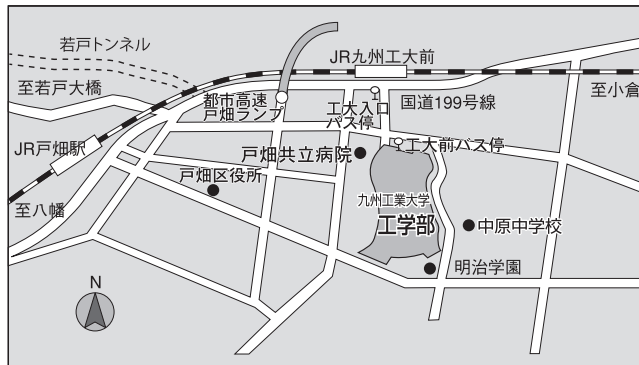 若戸トンネル
JR九州工大前
至若戸大橋
至小倉
都市高速
戸畑ランプ
工大入口
バス停
国道199号線
JR戸畑駅
戸畑共立病院
工大前バス停
戸畑区役所
九州工業大学
工学部
至八幡
中原中学校
明治学園
N